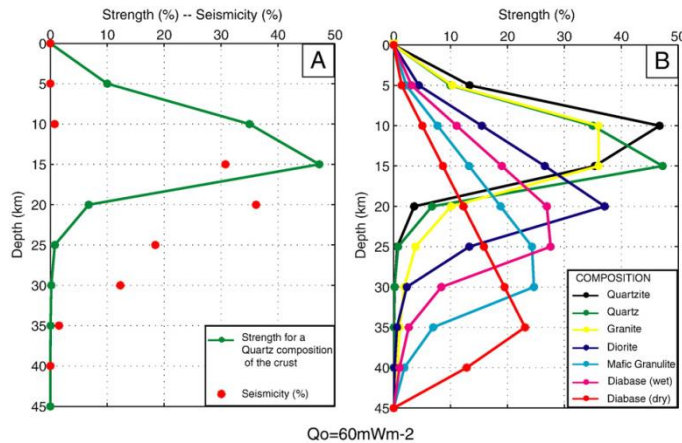 Strength (%) -- Seismicity (%)
0 10 20 30 40 50
A
Depth (km)
0
5
10
15
20
25
30
35
40
45
Strength for a
Quartz composition
of the crust
Seismicity (%)
Strength (%)
0 10 20 30 40 50
B
Depth (km)
0
5
10
15
20
25
30
35
40
45
COMPOSITION
Quartzite
Quartz
Granite
Diorite
Mafic Granulite
Diabase (wet)
Diabase (dry)
Qo=60mWm-2